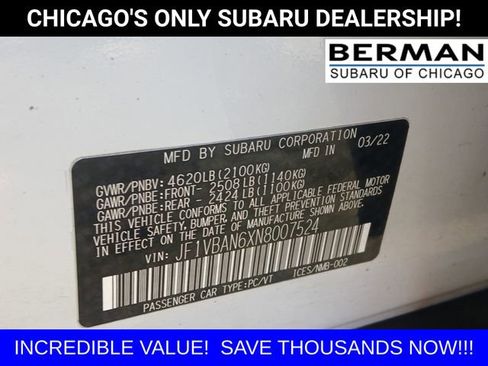 CHICAGO'S ONLY SUBARU DEALERSHIP!
BERMAN
SUBARU OF CHICAGO
MFD BY SUBARU CORPORATION
MFD IN 03/22
GVWR/PNBV: 4620LB(2100KG)
GAWR/PNBE:FRONT- 2508LB(1140KG)
GAWR/PNBE:REAR - 2424LB(1100KG)
THIS VEHICLE CONFORMS TO ALL APPLICABLE FEDERAL MOTOR
VEHICLE SAFETY, BUMPER, AND THEFT PREVENTION STANDARDS
IN EFFECT ON THE DATE OF MANUFACTURE SHOWN ABOVE.
VIN: JF1VBAN6XN8007524
PASSENGER CAR TYPE:PC/VT ICES/NMB-002
INCREDIBLE VALUE! SAVE THOUSANDS NOW!!!